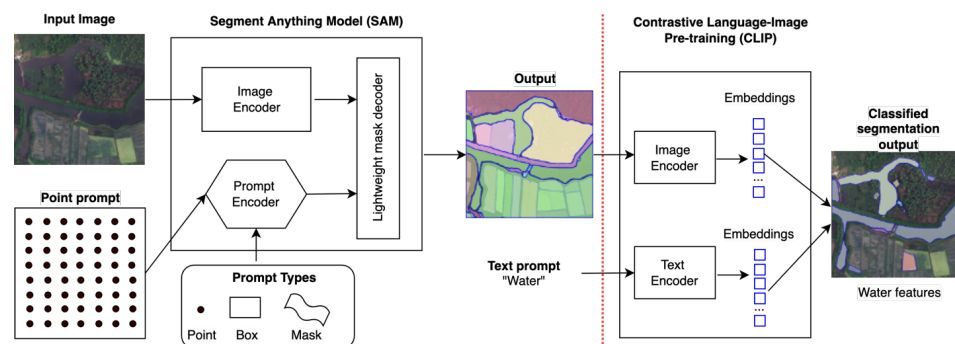 Input Image
Segment Anything Model (SAM)
Image
Encoder
Lightweight mask decoder
Prompt
Encoder
Point prompt
Prompt Types
Point
Box
Mask
Output
Text prompt
"Water"
Contrastive Language-Image
Pre-training (CLIP)
Embeddings
Image
Encoder
...
Embeddings
Text
Encoder
...
Classified
segmentation
output
Water features